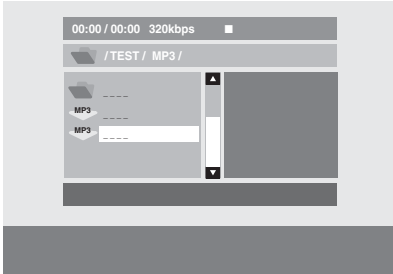 00:00 / 00:00 320kbps
/ TEST / MP3 /
_ _ _ _
MP3 _ _ _ _
MP3 _ _ _ _